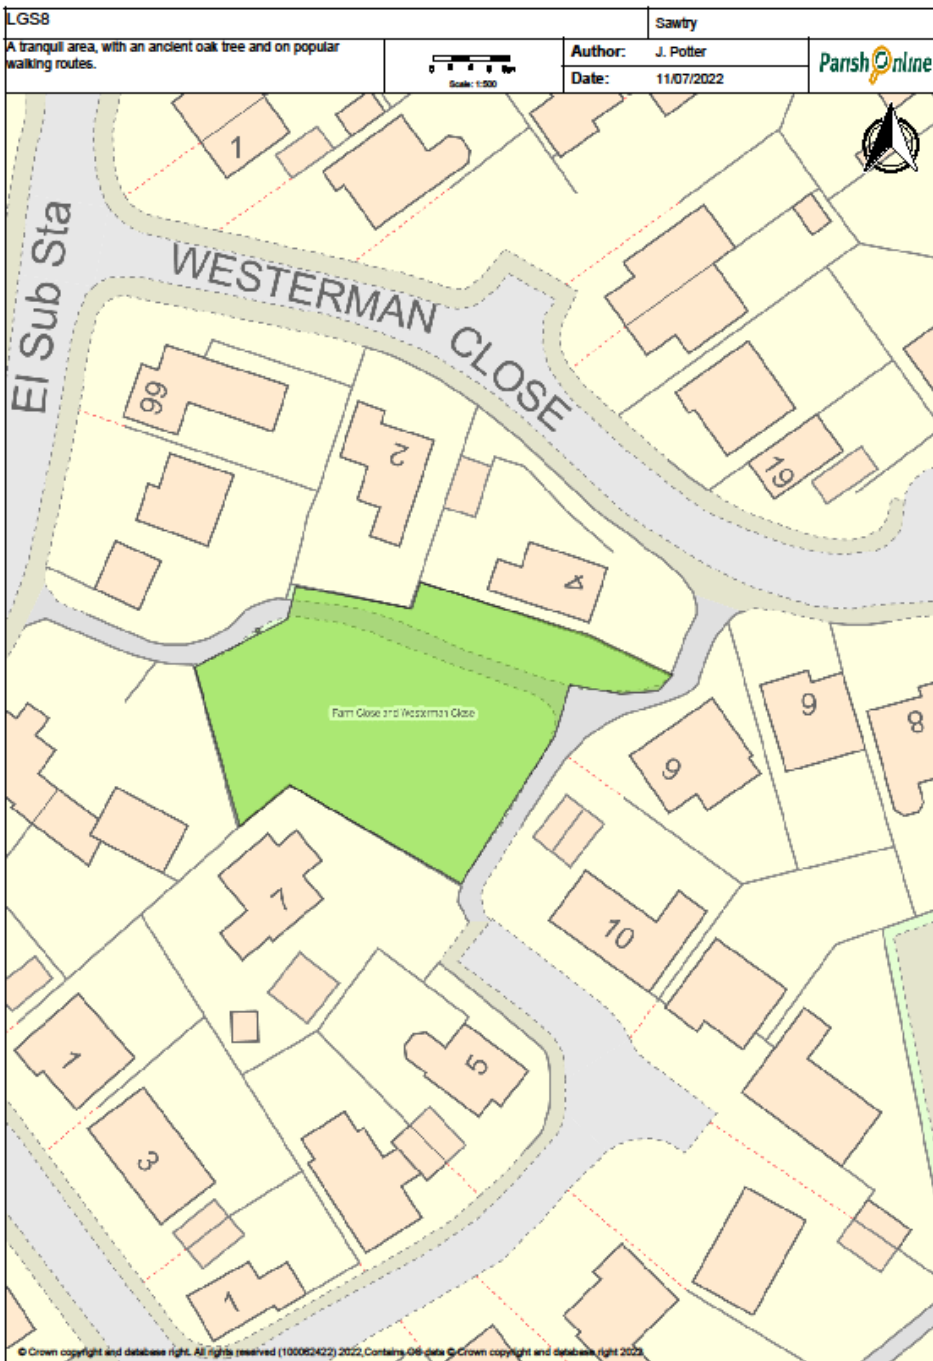 LGS8
Sawtry
A tranquil area, with an ancient oak tree and on popular
walking routes.
Scale: 1:500
Author: J. Potter
Date: 11/07/2022
Parish Online
1
El Sub Sta
WESTERMAN CLOSE
99
2
19
4
Farm Close and Westerman Close
9
9
8
7
10
1
5
3
1
© Crown copyright and database right. All rights reserved (100062422) 2022,Contains OS data © Crown copyright and database right 2022